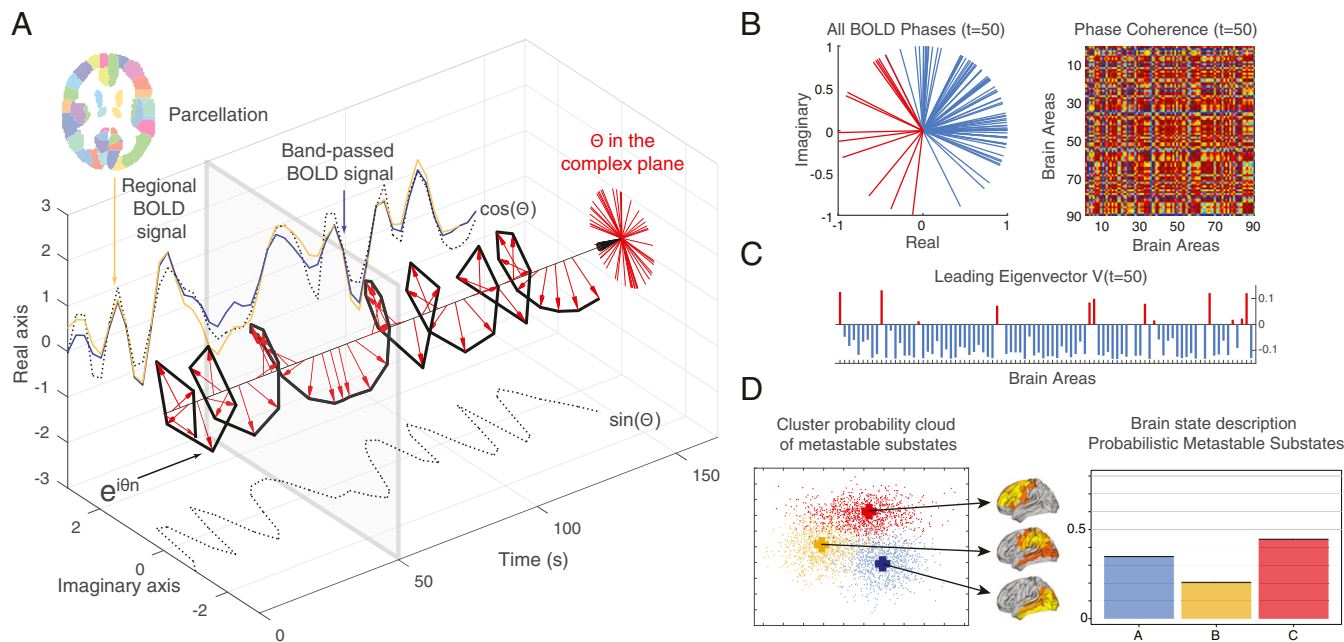 A
Parcellation
Regional
BOLD
signal
Band-passed
BOLD signal
Θ in the
complex plane
cos(Θ)
sin(Θ)
e^iθn
Real axis
3
2
1
0
-1
-2
-3
Imaginary axis
2
0
-2
Time (s)
0
50
100
150
B
All BOLD Phases (t=50)
Imaginary
1
0.5
0
-0.5
-1
-1
0
1
Real
Phase Coherence (t=50)
Brain Areas
10
30
50
70
90
10
30
50
70
90
Brain Areas
C
Leading Eigenvector V(t=50)
0.1
0
-0.1
Brain Areas
D
Cluster probability cloud
of metastable substates
Brain state description
Probabilistic Metastable Substates
0.5
0
A
B
C